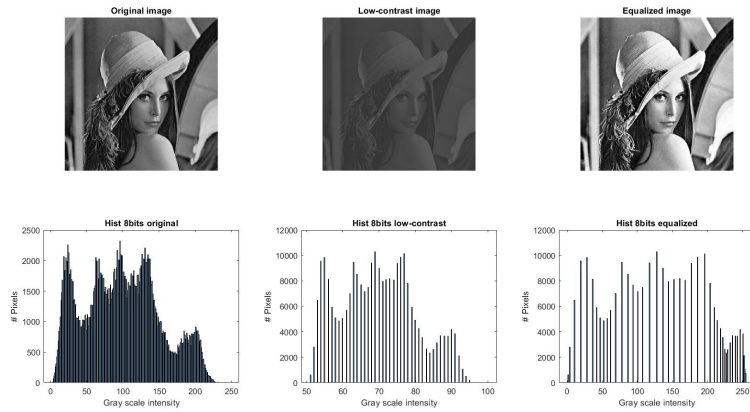 Original image
Low-contrast image
Equalized image
Hist 8bits original
2500
2000
1500
1000
500
0
# Pixels
0 50 100 150 200 250
Gray scale intensity
Hist 8bits low-contrast
12000
10000
8000
6000
4000
2000
0
# Pixels
50 60 70 80 90 100
Gray scale intensity
Hist 8bits equalized
12000
10000
8000
6000
4000
2000
0
# Pixels
0 50 100 150 200 250
Gray scale intensity